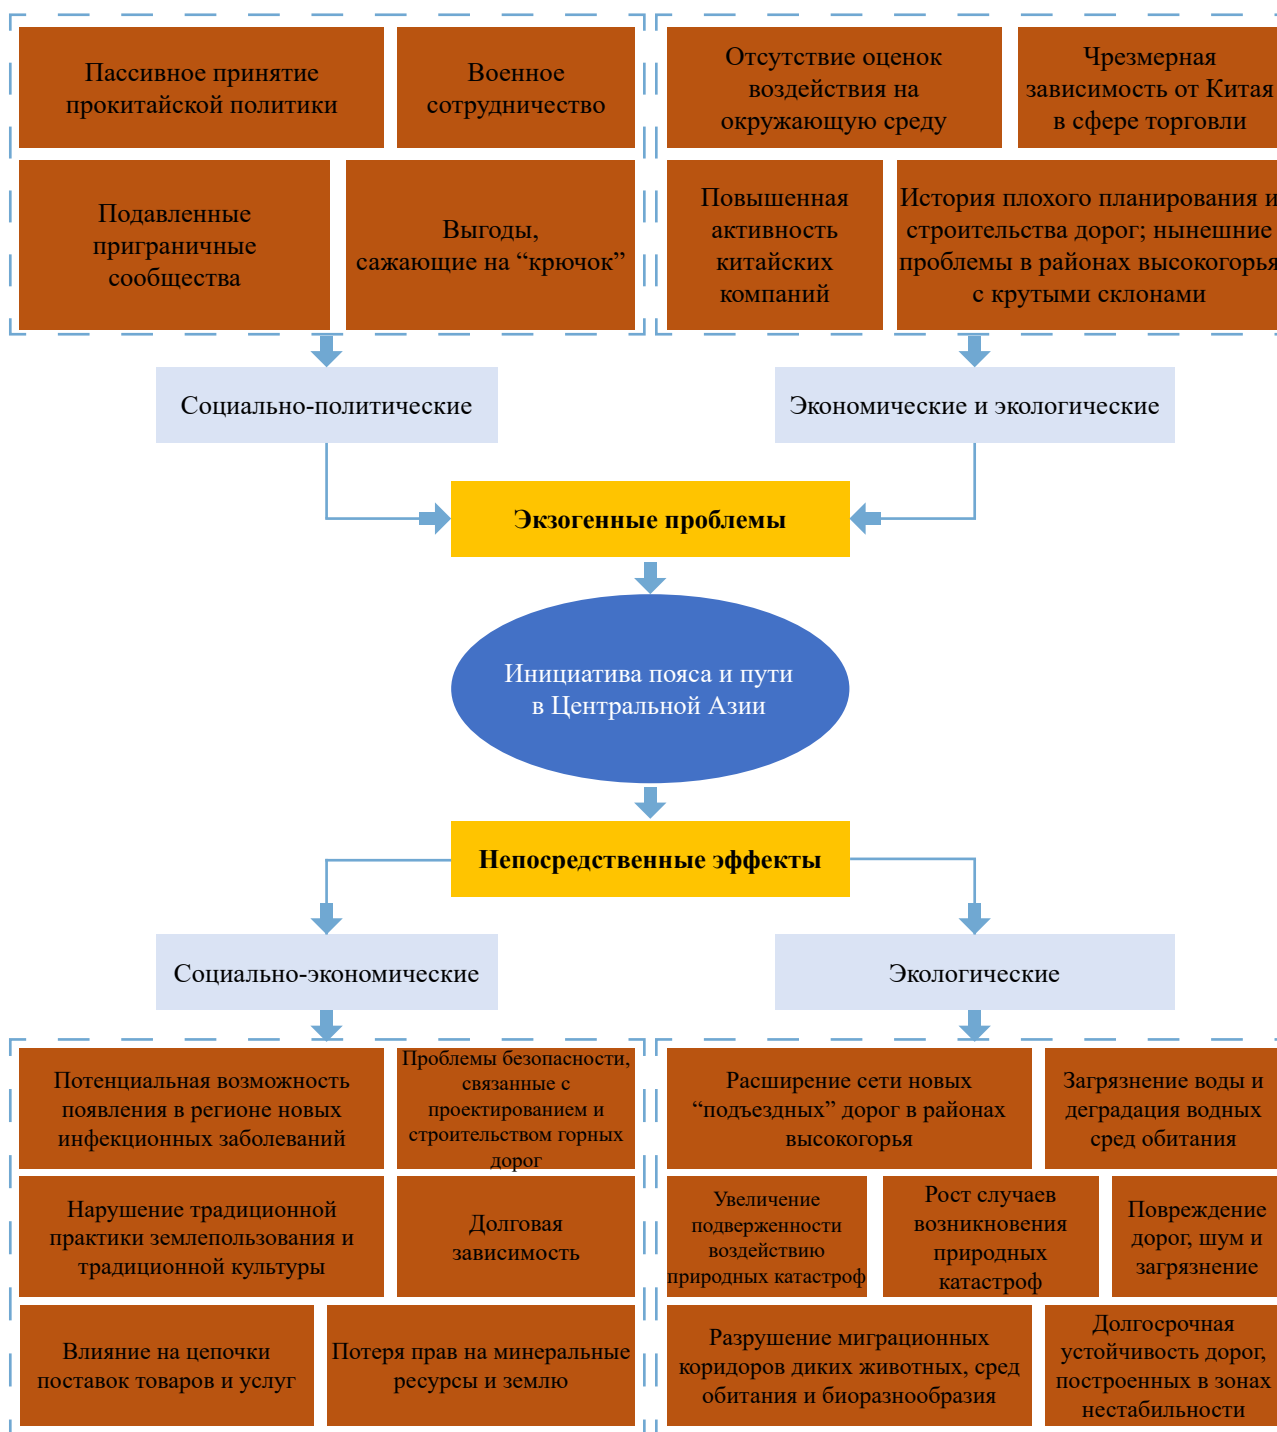 Пассивное принятие
прокитайской политики
Военное
сотрудничество
Отсутствие оценок
воздействия на
окружающую среду
Чрезмерная
зависимость от Китая
в сфере торговли
Подавленные
приграничные
сообщества
Выгоды,
сажающие на “крючок”
Повышенная
активность
китайских
компаний
История плохого планирования и
строительства дорог; нынешние
проблемы в районах высокогорья
с крутыми склонами
Социально-политические
Экономические и экологические
Экзогенные проблемы
Инициатива пояса и пути
в Центральной Азии
Непосредственные эффекты
Социально-экономические
Экологические
Потенциальная возможность
появления в регионе новых
инфекционных заболеваний
Проблемы безопасности,
связанные с
проектированием и
строительством горных
дорог
Расширение сети новых
“подъездных” дорог в районах
высокогорья
Загрязнение воды и
деградация водных
сред обитания
Нарушение традиционной
практики землепользования и
традиционной культуры
Долговая
зависимость
Увеличение
подверженности
воздействию
природных катастроф
Рост случаев
возникновения
природных
катастроф
Повреждение
дорог, шум и
загрязнение
Влияние на цепочки
поставок товаров и услуг
Потеря прав на минеральные
ресурсы и землю
Разрушение миграционных
коридоров диких животных, сред
обитания и биоразнообразия
Долгосрочная
устойчивость дорог,
построенных в зонах
нестабильности